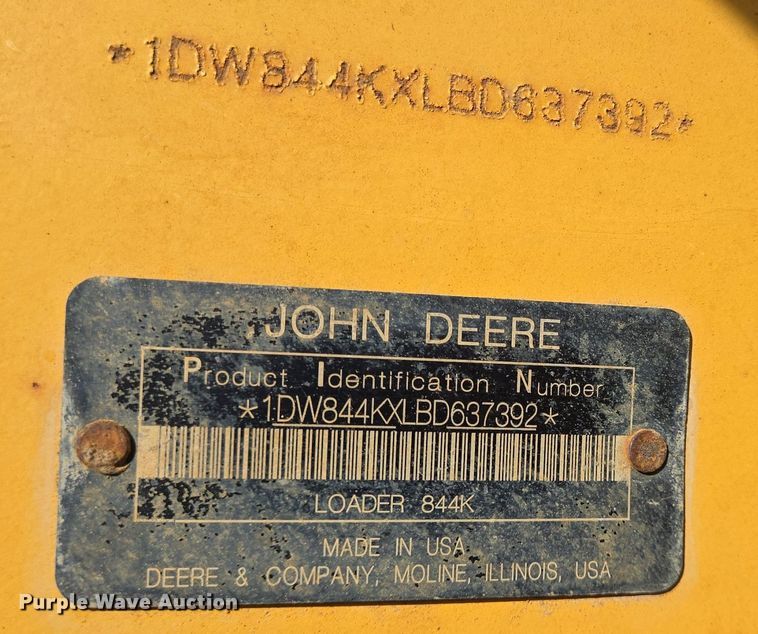 *1DW844KXLBD637392*
JOHN DEERE
Product Identification Number
*1DW844KXLBD637392*
LOADER 844K
MADE IN USA
DEERE & COMPANY, MOLINE, ILLINOIS, USA
Purple Wave Auction